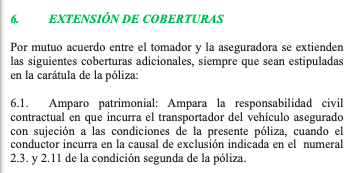 6. EXTENSIÓN DE COBERTURAS
Por mutuo acuerdo entre el tomador y la aseguradora se extienden
las siguientes coberturas adicionales, siempre que sean estipuladas
en la carátula de la póliza:
6.1. Amparo patrimonial: Ampara la responsabilidad civil
contractual en que incurra el transportador del vehículo asegurado
con sujeción a las condiciones de la presente póliza, cuando el
conductor incurra en la causal de exclusión indicada en el numeral
2.3. y 2.11 de la condición segunda de la póliza.